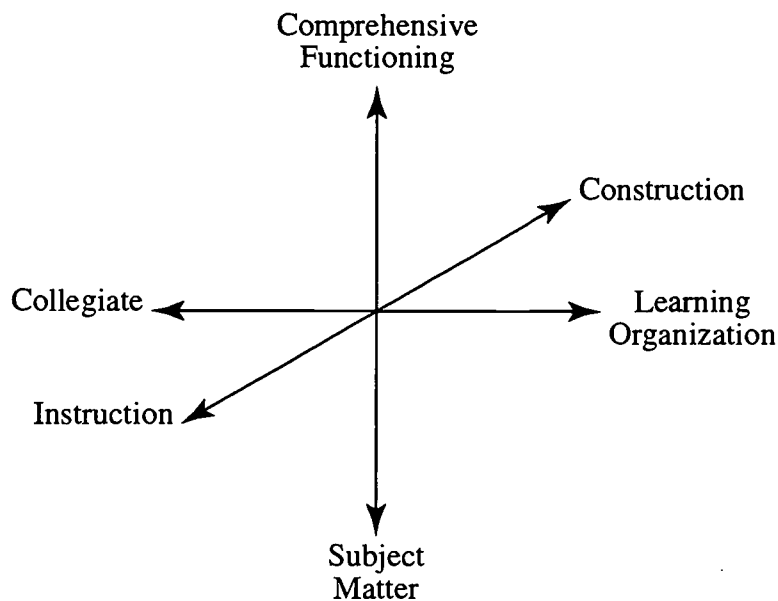 Comprehensive
Functioning
Construction
Collegiate
Learning
Organization
Instruction
Subject
Matter